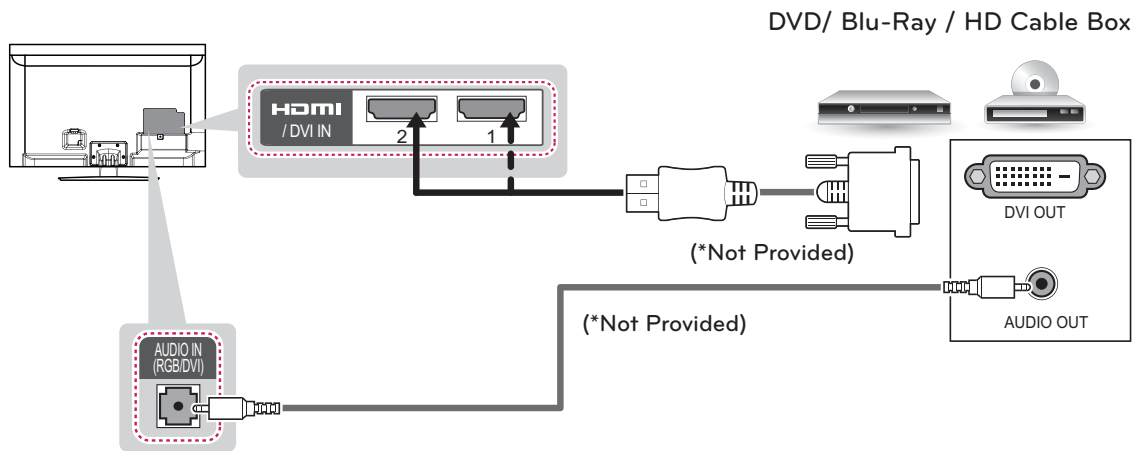 DVD/ Blu-Ray / HD Cable Box
HDMI
/ DVI IN
2
1
DVI OUT
(*Not Provided)
(*Not Provided)
AUDIO OUT
AUDIO IN
(RGB/DVI)